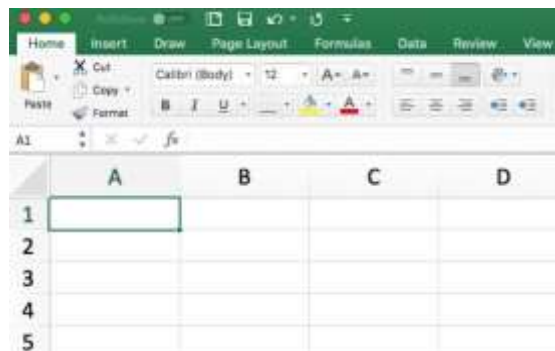 Home Insert Draw Page Layout Formulas Data Review View
Cut
Calibri (Body) 12 A A
Copy
Paste
B I U A
Format
A1 fx
A B C D
1
2
3
4
5